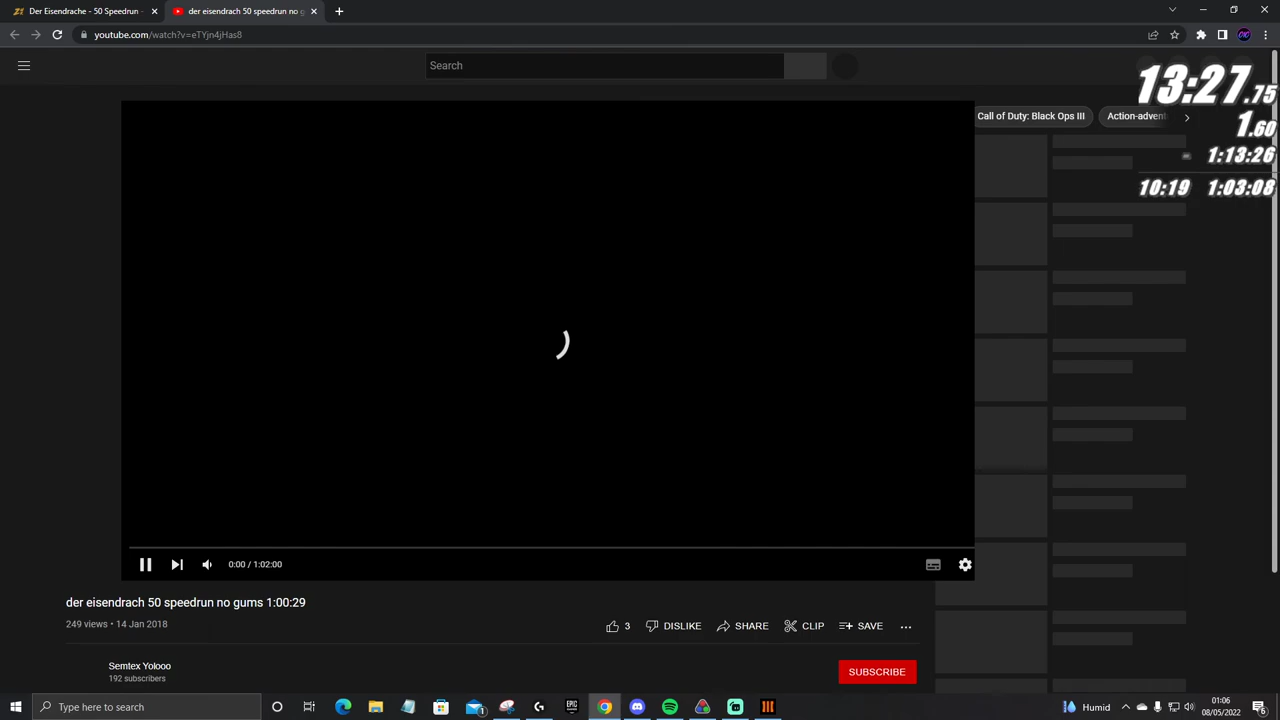 Der Eisendrache - 50 Speedrun -
der eisendrach 50 speedrun no gu
youtube.com/watch?v=eTYjn4jHas8
Search
13:27.75
1.60
1:13:26
10:19 1:03:08
Call of Duty: Black Ops III
Action-advent
0:00 / 1:02:00
der eisendrach 50 speedrun no gums 1:00:29
249 views • 14 Jan 2018
3 DISLIKE SHARE CLIP SAVE
Semtex Yolooo
192 subscribers
SUBSCRIBE
Type here to search
EPIC
Humid
01:06
08/05/2022